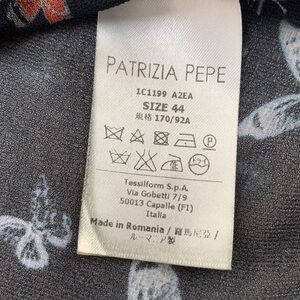 PATRIZIA PEPE
1C1199 A2EA
SIZE 44
規格 170/92A
Tessilform S.p.A.
Via Gobetti 7/9
50013 Capalle (FI)
Italia
Made in Romania / 羅馬尼亞 /
ルーマニア製